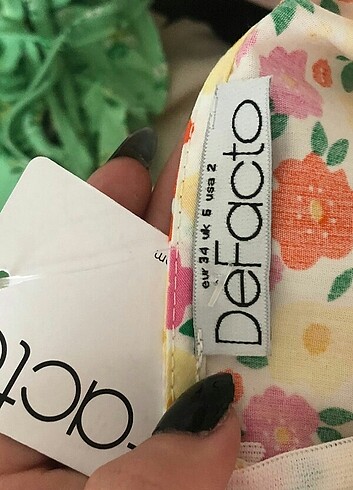 DeFacto
eur 34 uk 6 usa 2
acto